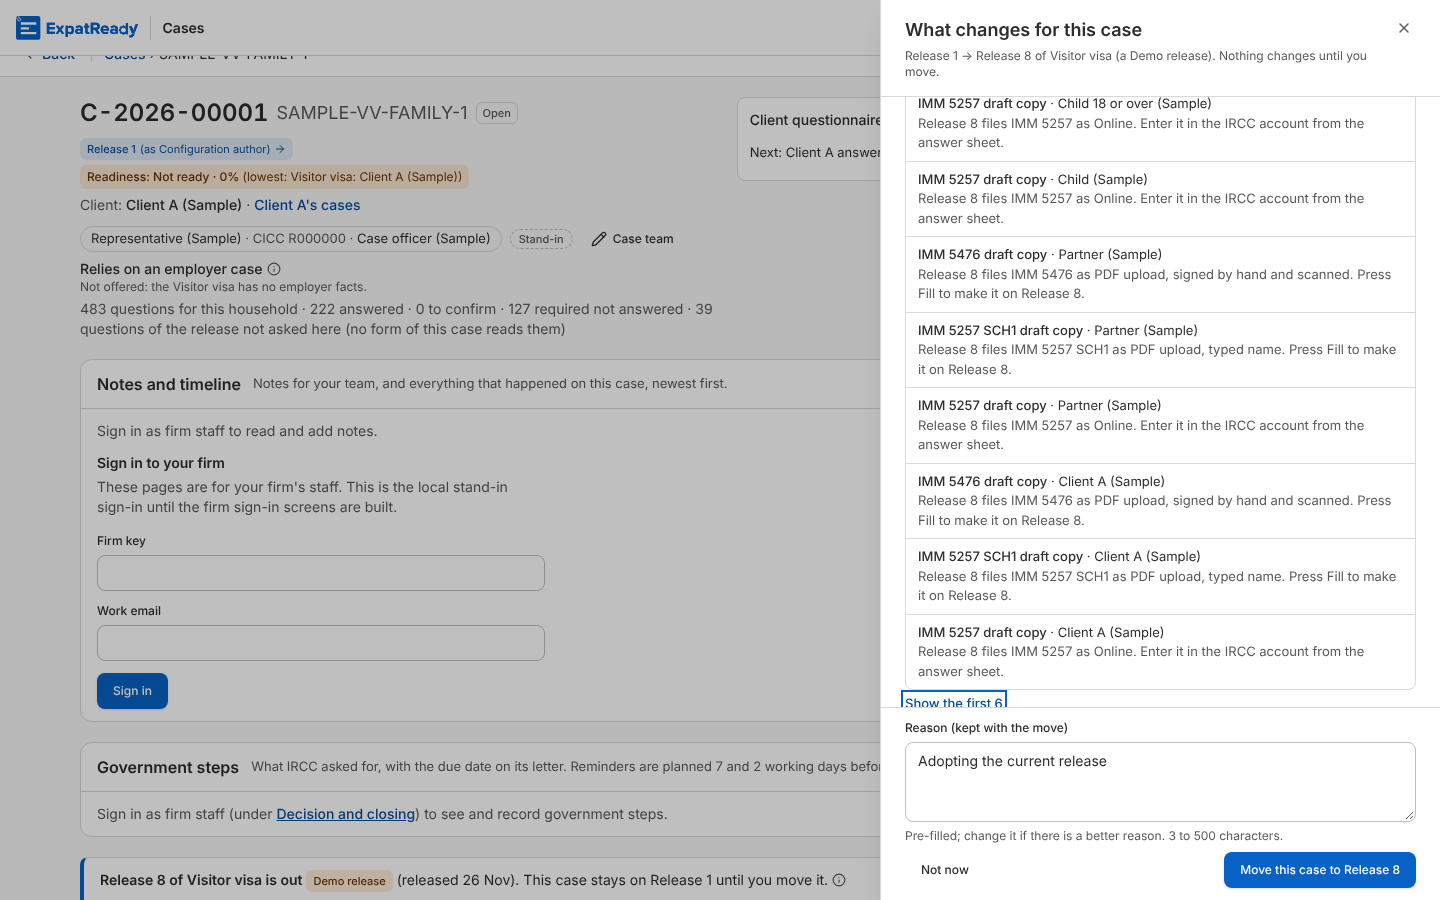 ExpatReady
Cases
Back
Cases › SAMPLE-VV-FAMILY-1
C-2026-00001 SAMPLE-VV-FAMILY-1 Open
Release 1 (as Configuration author) →
Readiness: Not ready · 0% (lowest: Visitor visa: Client A (Sample))
Client: Client A (Sample) · Client A's cases
Representative (Sample) · CICC R000000 · Case officer (Sample) Stand-in Case team
Relies on an employer case
Not offered: the Visitor visa has no employer facts.
483 questions for this household · 222 answered · 0 to confirm · 127 required not answered · 39
questions of the release not asked here (no form of this case reads them)
Client questionnaire
Next: Client A answer
Notes and timeline Notes for your team, and everything that happened on this case, newest first.
Sign in as firm staff to read and add notes.
Sign in to your firm
These pages are for your firm's staff. This is the local stand-in
sign-in until the firm sign-in screens are built.
Firm key
Work email
Sign in
Government steps What IRCC asked for, with the due date on its letter. Reminders are planned 7 and 2 working days befor
Sign in as firm staff (under Decision and closing) to see and record government steps.
Release 8 of Visitor visa is out Demo release (released 26 Nov). This case stays on Release 1 until you move it.
What changes for this case
Release 1 → Release 8 of Visitor visa (a Demo release). Nothing changes until you
move.
IMM 5257 draft copy · Child 18 or over (Sample)
Release 8 files IMM 5257 as Online. Enter it in the IRCC account from the
answer sheet.
IMM 5257 draft copy · Child (Sample)
Release 8 files IMM 5257 as Online. Enter it in the IRCC account from the
answer sheet.
IMM 5476 draft copy · Partner (Sample)
Release 8 files IMM 5476 as PDF upload, signed by hand and scanned. Press
Fill to make it on Release 8.
IMM 5257 SCH1 draft copy · Partner (Sample)
Release 8 files IMM 5257 SCH1 as PDF upload, typed name. Press Fill to make
it on Release 8.
IMM 5257 draft copy · Partner (Sample)
Release 8 files IMM 5257 as Online. Enter it in the IRCC account from the
answer sheet.
IMM 5476 draft copy · Client A (Sample)
Release 8 files IMM 5476 as PDF upload, signed by hand and scanned. Press
Fill to make it on Release 8.
IMM 5257 SCH1 draft copy · Client A (Sample)
Release 8 files IMM 5257 SCH1 as PDF upload, typed name. Press Fill to make
it on Release 8.
IMM 5257 draft copy · Client A (Sample)
Release 8 files IMM 5257 as Online. Enter it in the IRCC account from the
answer sheet.
Show the first 6
Reason (kept with the move)
Adopting the current release
Pre-filled; change it if there is a better reason. 3 to 500 characters.
Not now
Move this case to Release 8